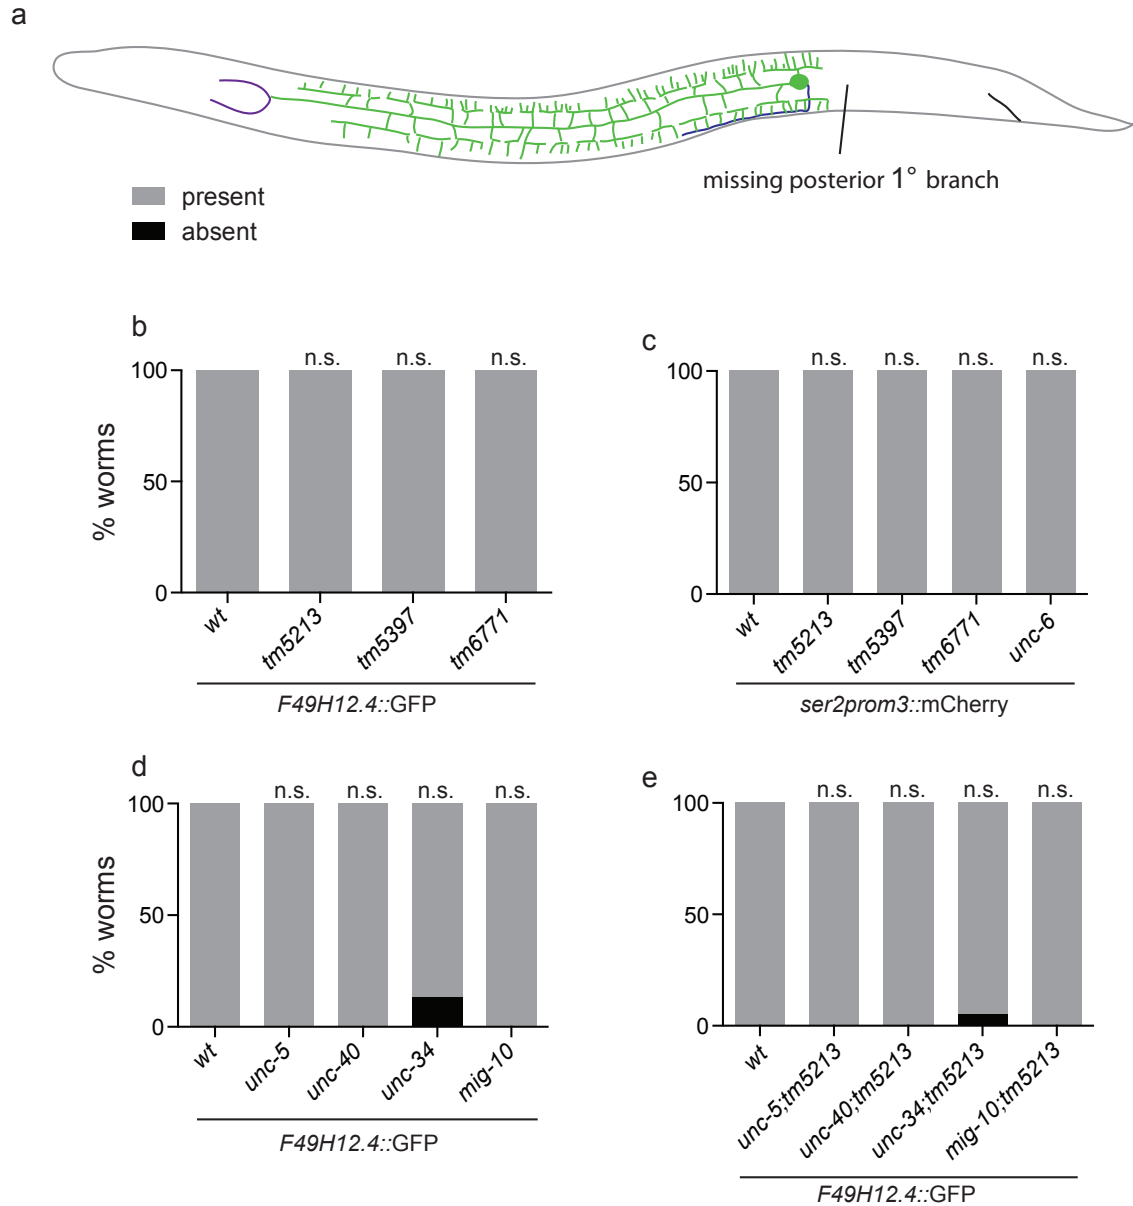 a
missing posterior 1° branch
present
absent
b
n.s. n.s. n.s.
100
50
0
% worms
wt tm5213 tm5397 tm6771
F49H12.4::GFP
c
n.s. n.s. n.s. n.s.
100
50
0
wt tm5213 tm5397 tm6771 unc-6
ser2prom3::mCherry
d
n.s. n.s. n.s. n.s.
100
50
0
% worms
wt unc-5 unc-40 unc-34 mig-10
F49H12.4::GFP
e
n.s. n.s. n.s. n.s.
100
50
0
wt unc-5;tm5213 unc-40;tm5213 unc-34;tm5213 mig-10;tm5213
F49H12.4::GFP